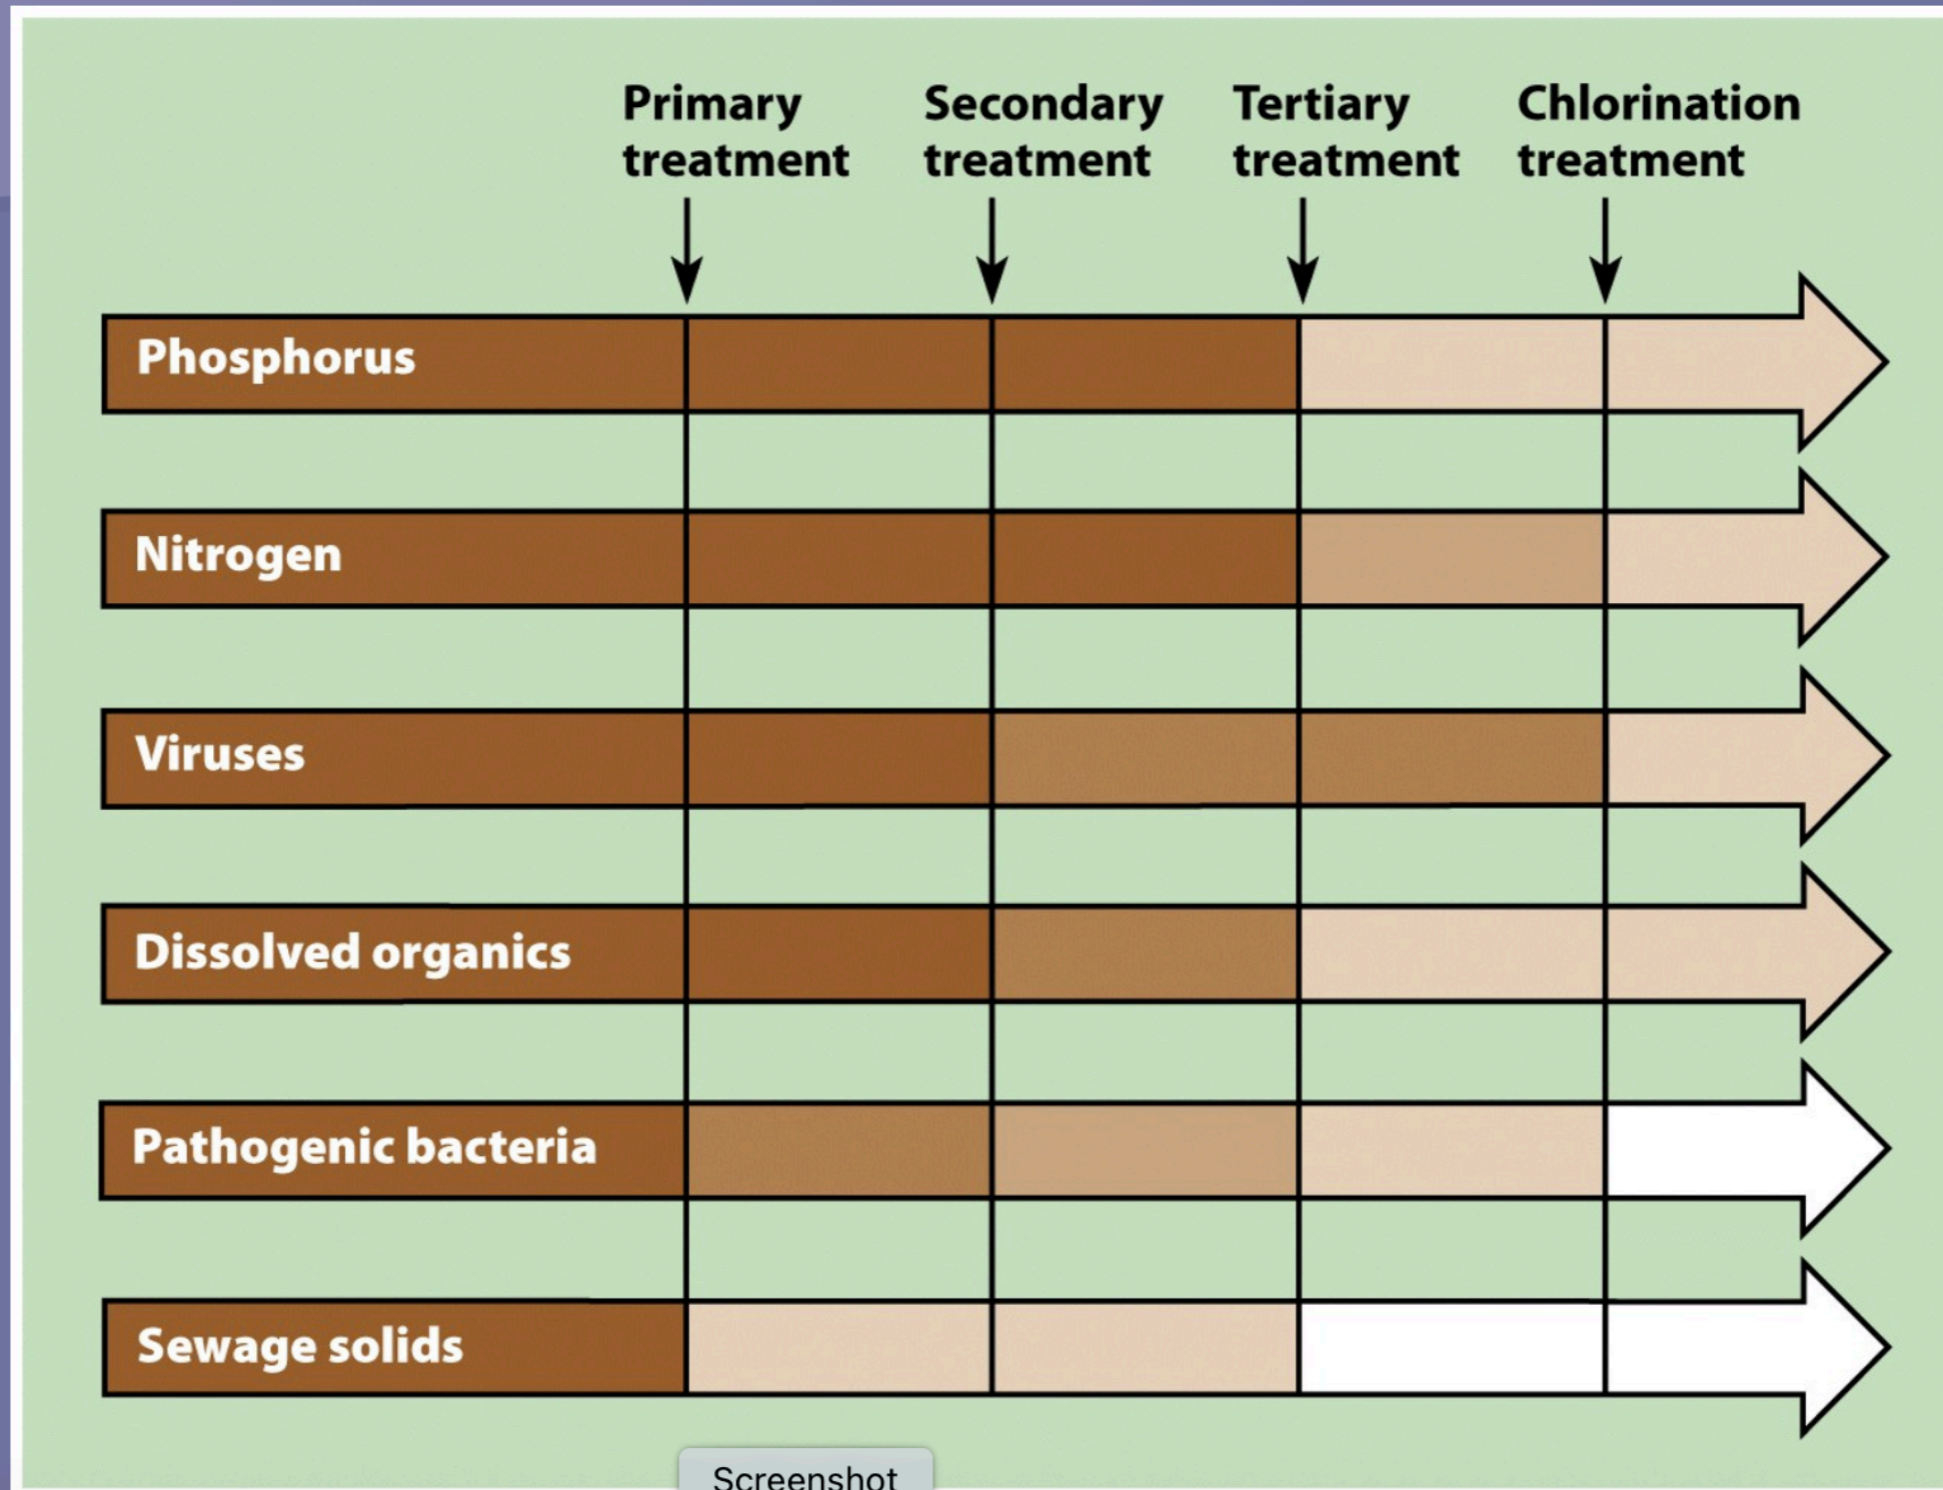 Primary
treatment
Secondary
treatment
Tertiary
treatment
Chlorination
treatment
Phosphorus
Nitrogen
Viruses
Dissolved organics
Pathogenic bacteria
Sewage solids
Screenshot